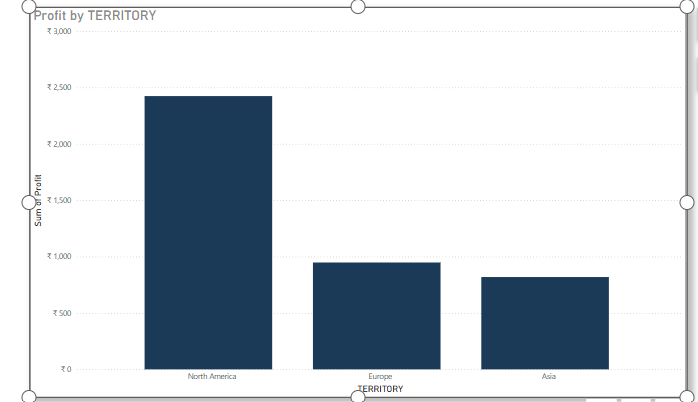 Profit by TERRITORY
₹ 3,000
₹ 2,500
₹ 2,000
₹ 1,500
₹ 1,000
₹ 500
₹ 0
Sum of Profit
North America
Europe
Asia
TERRITORY